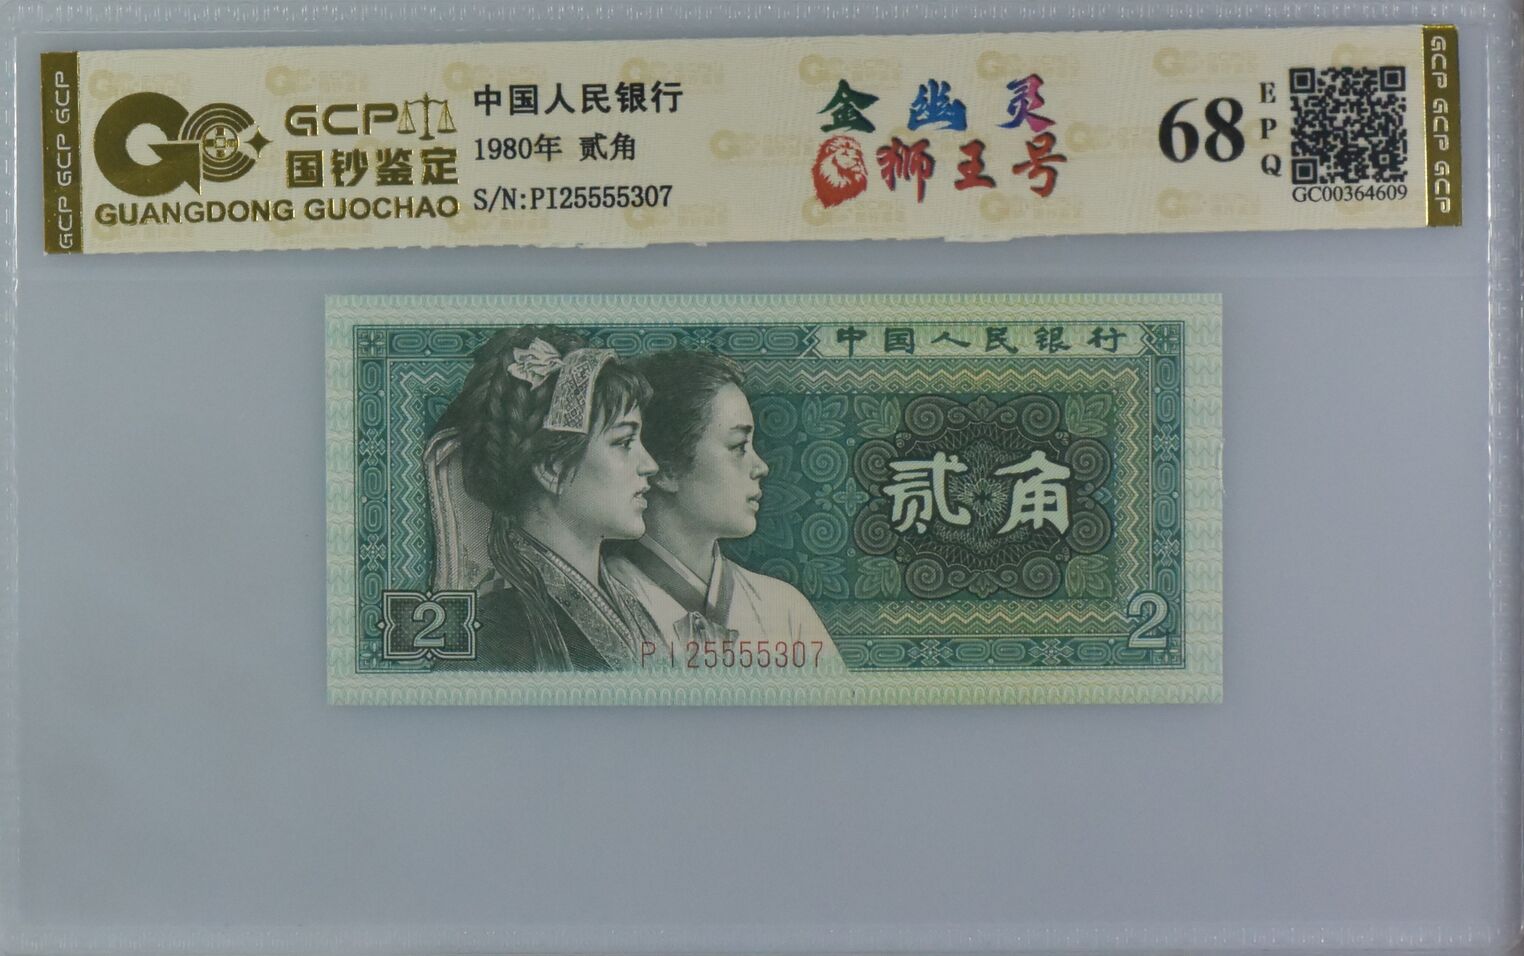 GCP GCP GCP
GCP
国钞鉴定
GUANGDONG GUOCHAO
中国人民银行
1980年 贰角
S/N:PI25555307
金幽灵
狮王号
68
EPQ
GC00364609
GCP GCP GCP
中国人民银行
贰角
2
2
PI25555307